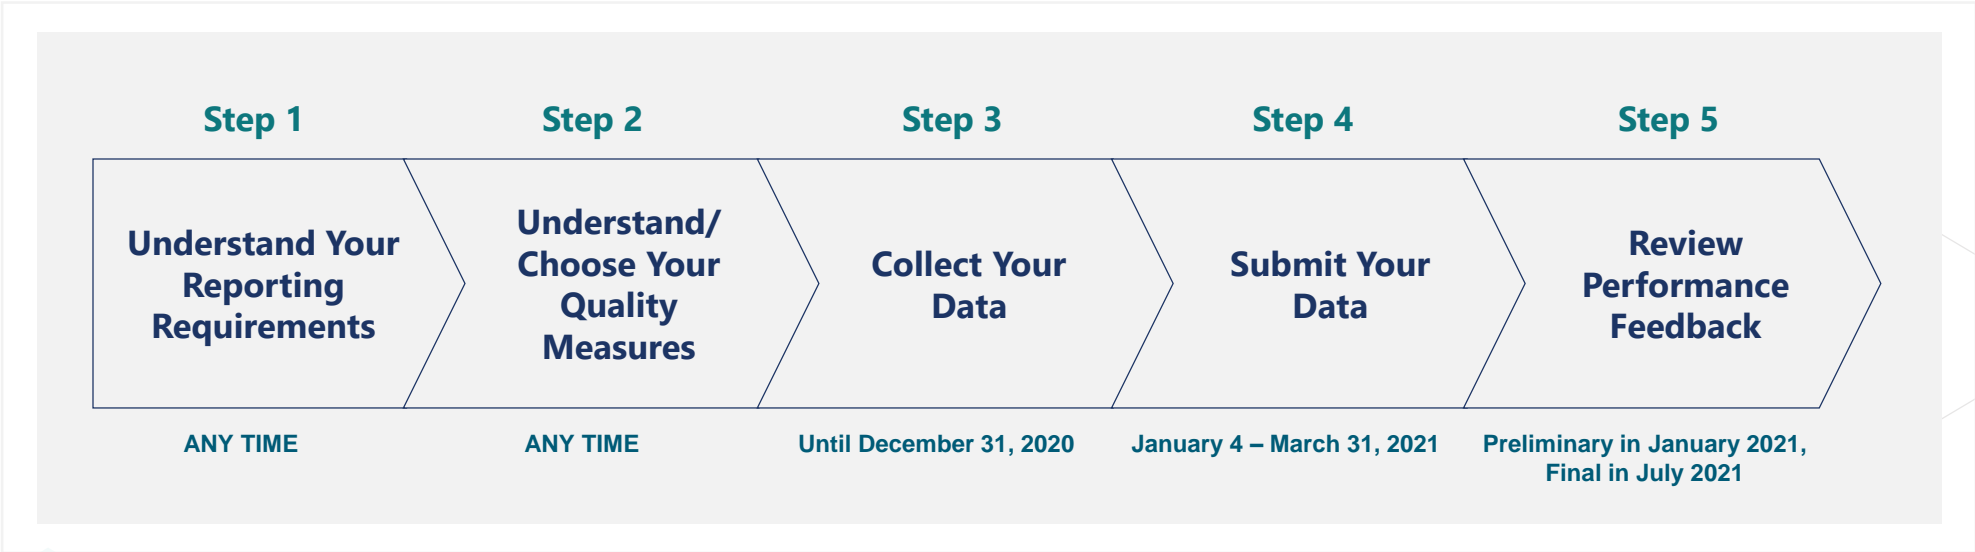 Step 1
Step 2
Step 3
Step 4
Step 5
Understand Your
Reporting
Requirements
Understand/
Choose Your
Quality
Measures
Collect Your
Data
Submit Your
Data
Review
Performance
Feedback
ANY TIME
ANY TIME
Until December 31, 2020
January 4 – March 31, 2021
Preliminary in January 2021,
Final in July 2021